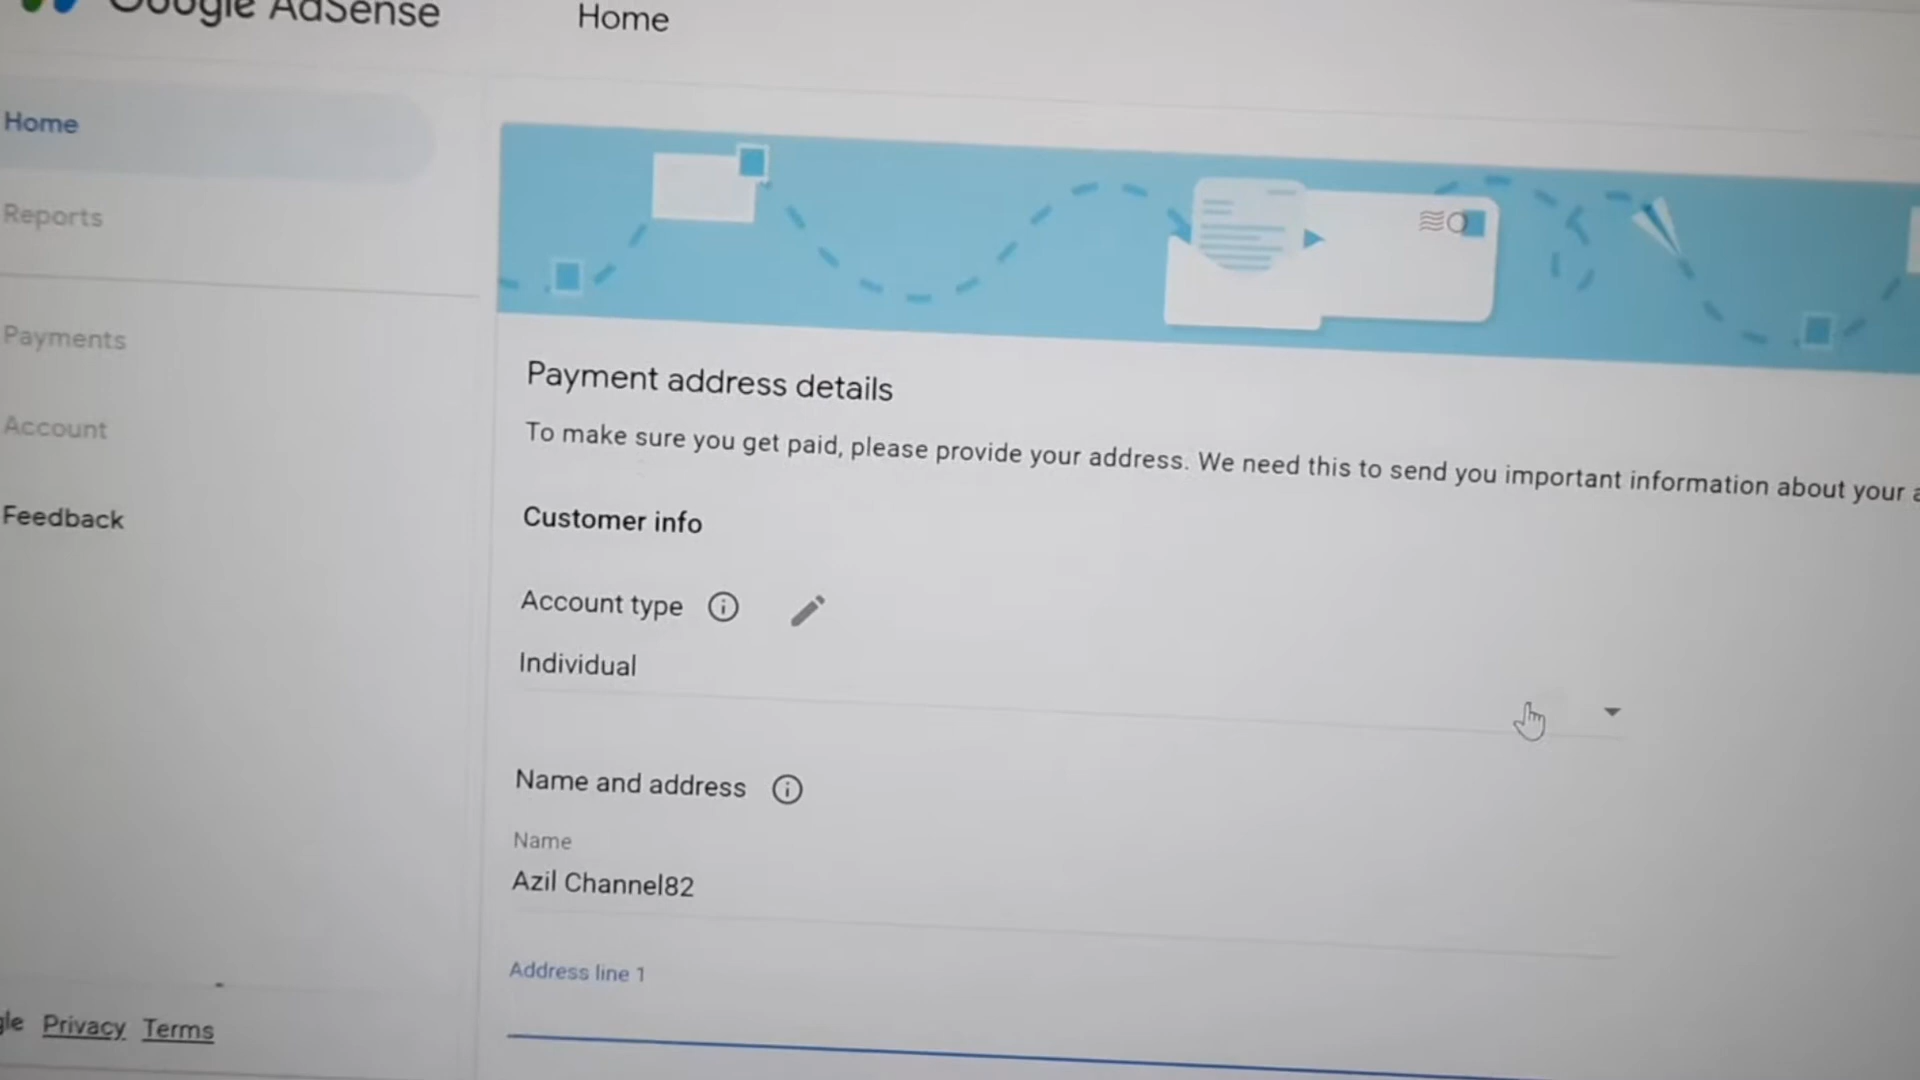 Google AdSense
Home
Home
Reports
Payments
Account
Feedback
Payment address details
To make sure you get paid, please provide your address. We need this to send you important information about your
Customer info
Account type
Individual
Name and address
Name
Azil Channel82
Address line 1
Privacy Terms